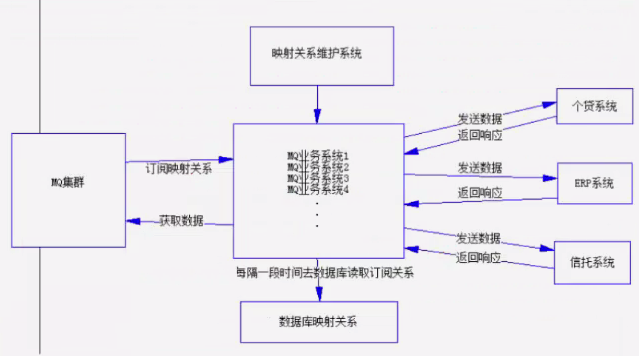 映射关系维护系统
发送数据
个贷系统
返回响应
MQ业务系统1
MQ业务系统2
MQ业务系统3
MQ业务系统4
.
.
.
订阅映射关系
MQ集群
发送数据
ERP系统
返回响应
获取数据
发送数据
返回响应
信托系统
每隔一段时间去数据库读取订阅关系
数据库映射关系